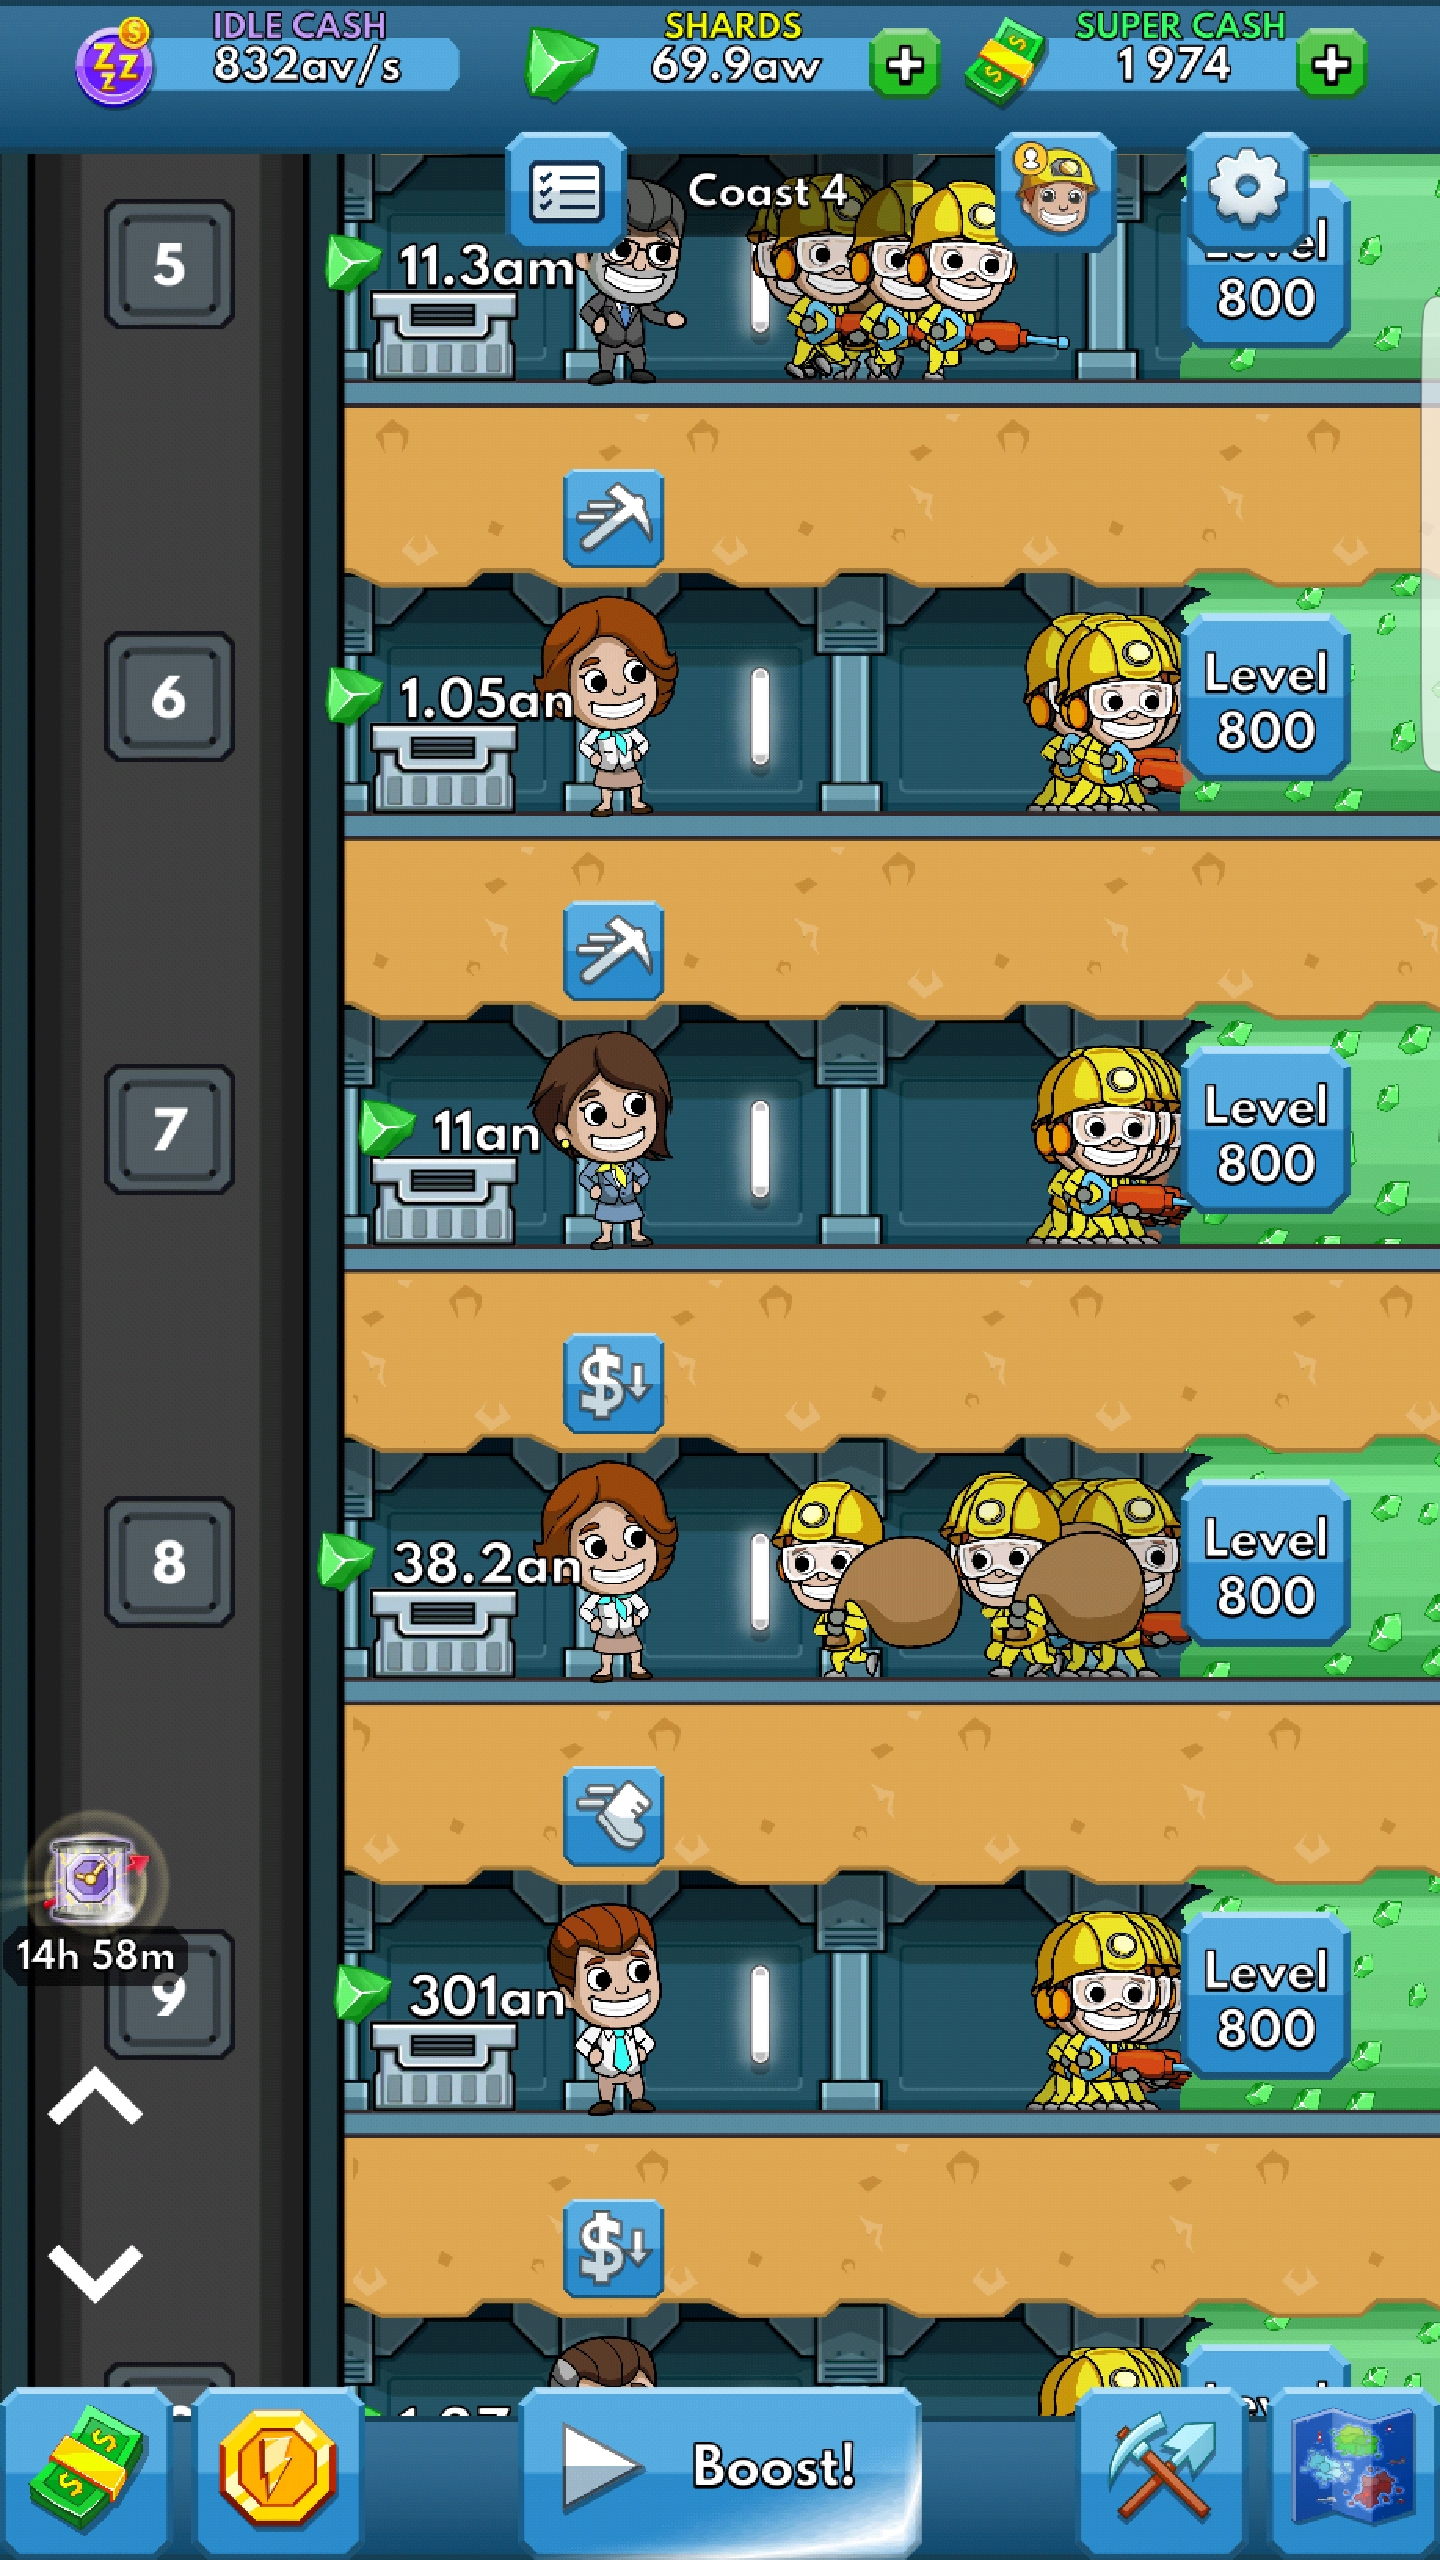 IDLE CASH
832av/s
SHARDS
69.9aw
SUPER CASH
1974
Coast 4
5
11.3am
Level
800
6
1.05an
Level
800
7
11an
Level
800
8
38.2an
Level
800
14h 58m
9
301an
Level
800
Boost!